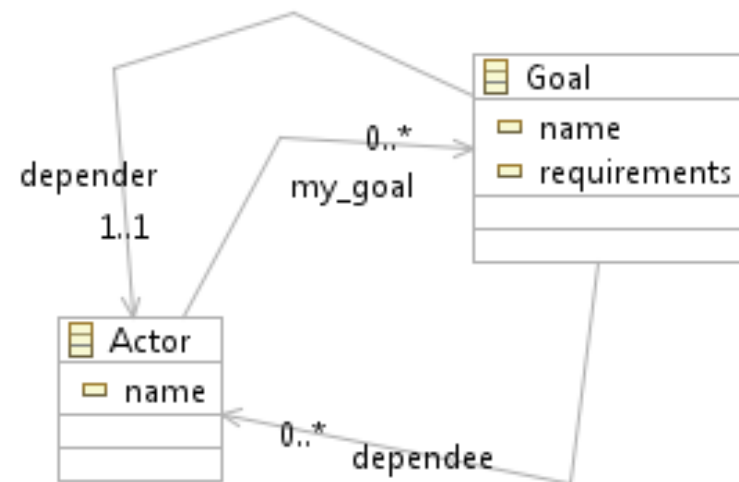 Goal
name
requirements
0..*
my_goal
depender
1..1
Actor
name
0..*
dependee